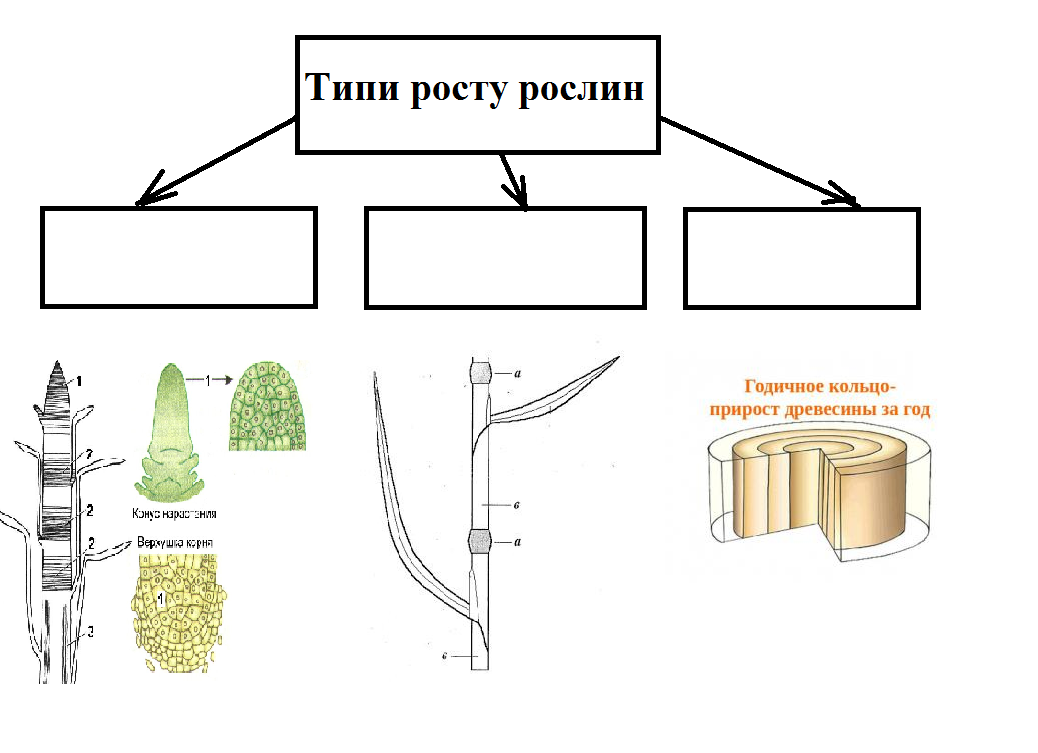 Типи росту рослин
1
2
2
2
3
1
Конус нарастания
Верхушка корня
1
а
в
а
в
Годичное кольцо-
прирост древесины за год